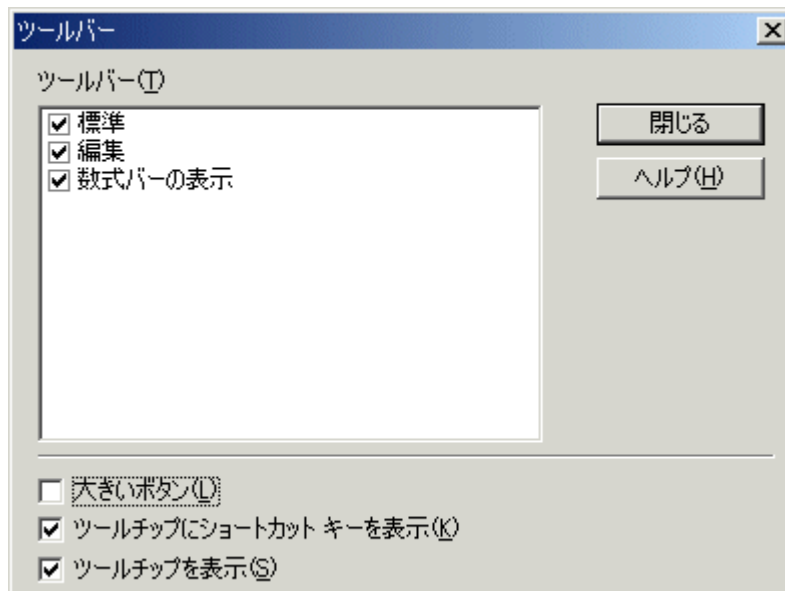 ツールバー
ツールバー(T)
標準
編集
数式バーの表示
閉じる
ヘルプ(H)
大きいボタン(L)
ツールチップにショートカット キーを表示(K)
ツールチップを表示(S)